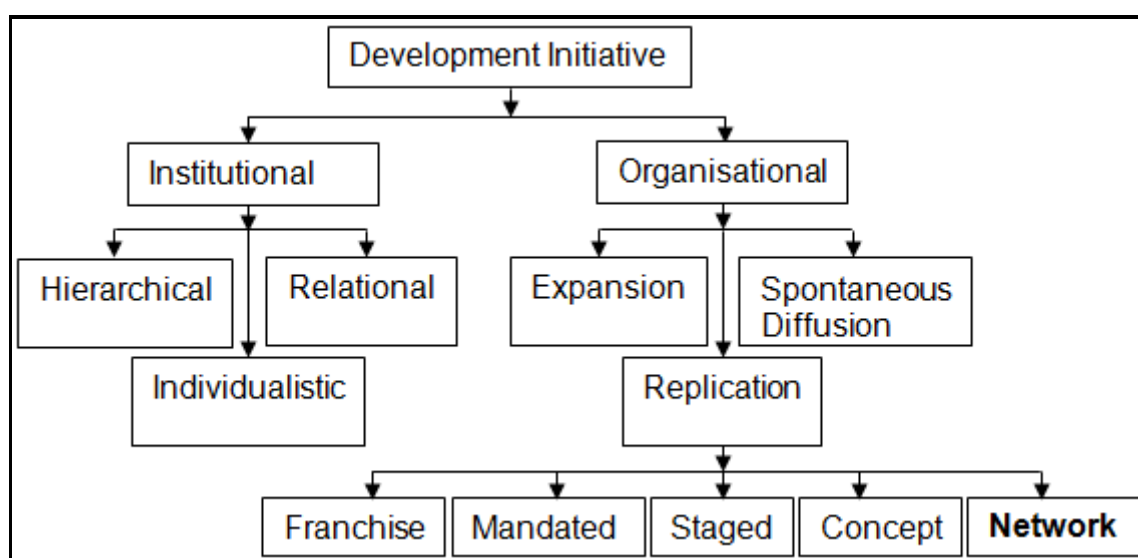 Development Initiative
Institutional
Organisational
Hierarchical
Relational
Expansion
Spontaneous
Diffusion
Individualistic
Replication
Franchise
Mandated
Staged
Concept
Network